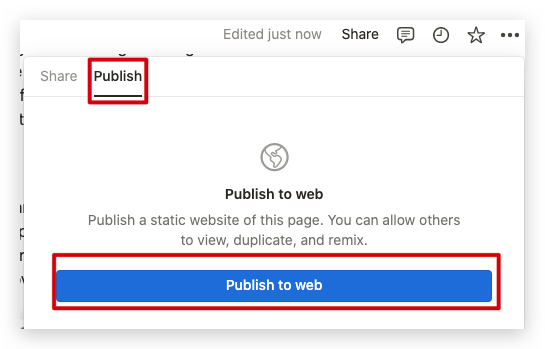 Edited just now Share
Share Publish
Publish to web
Publish a static website of this page. You can allow others
to view, duplicate, and remix.
Publish to web